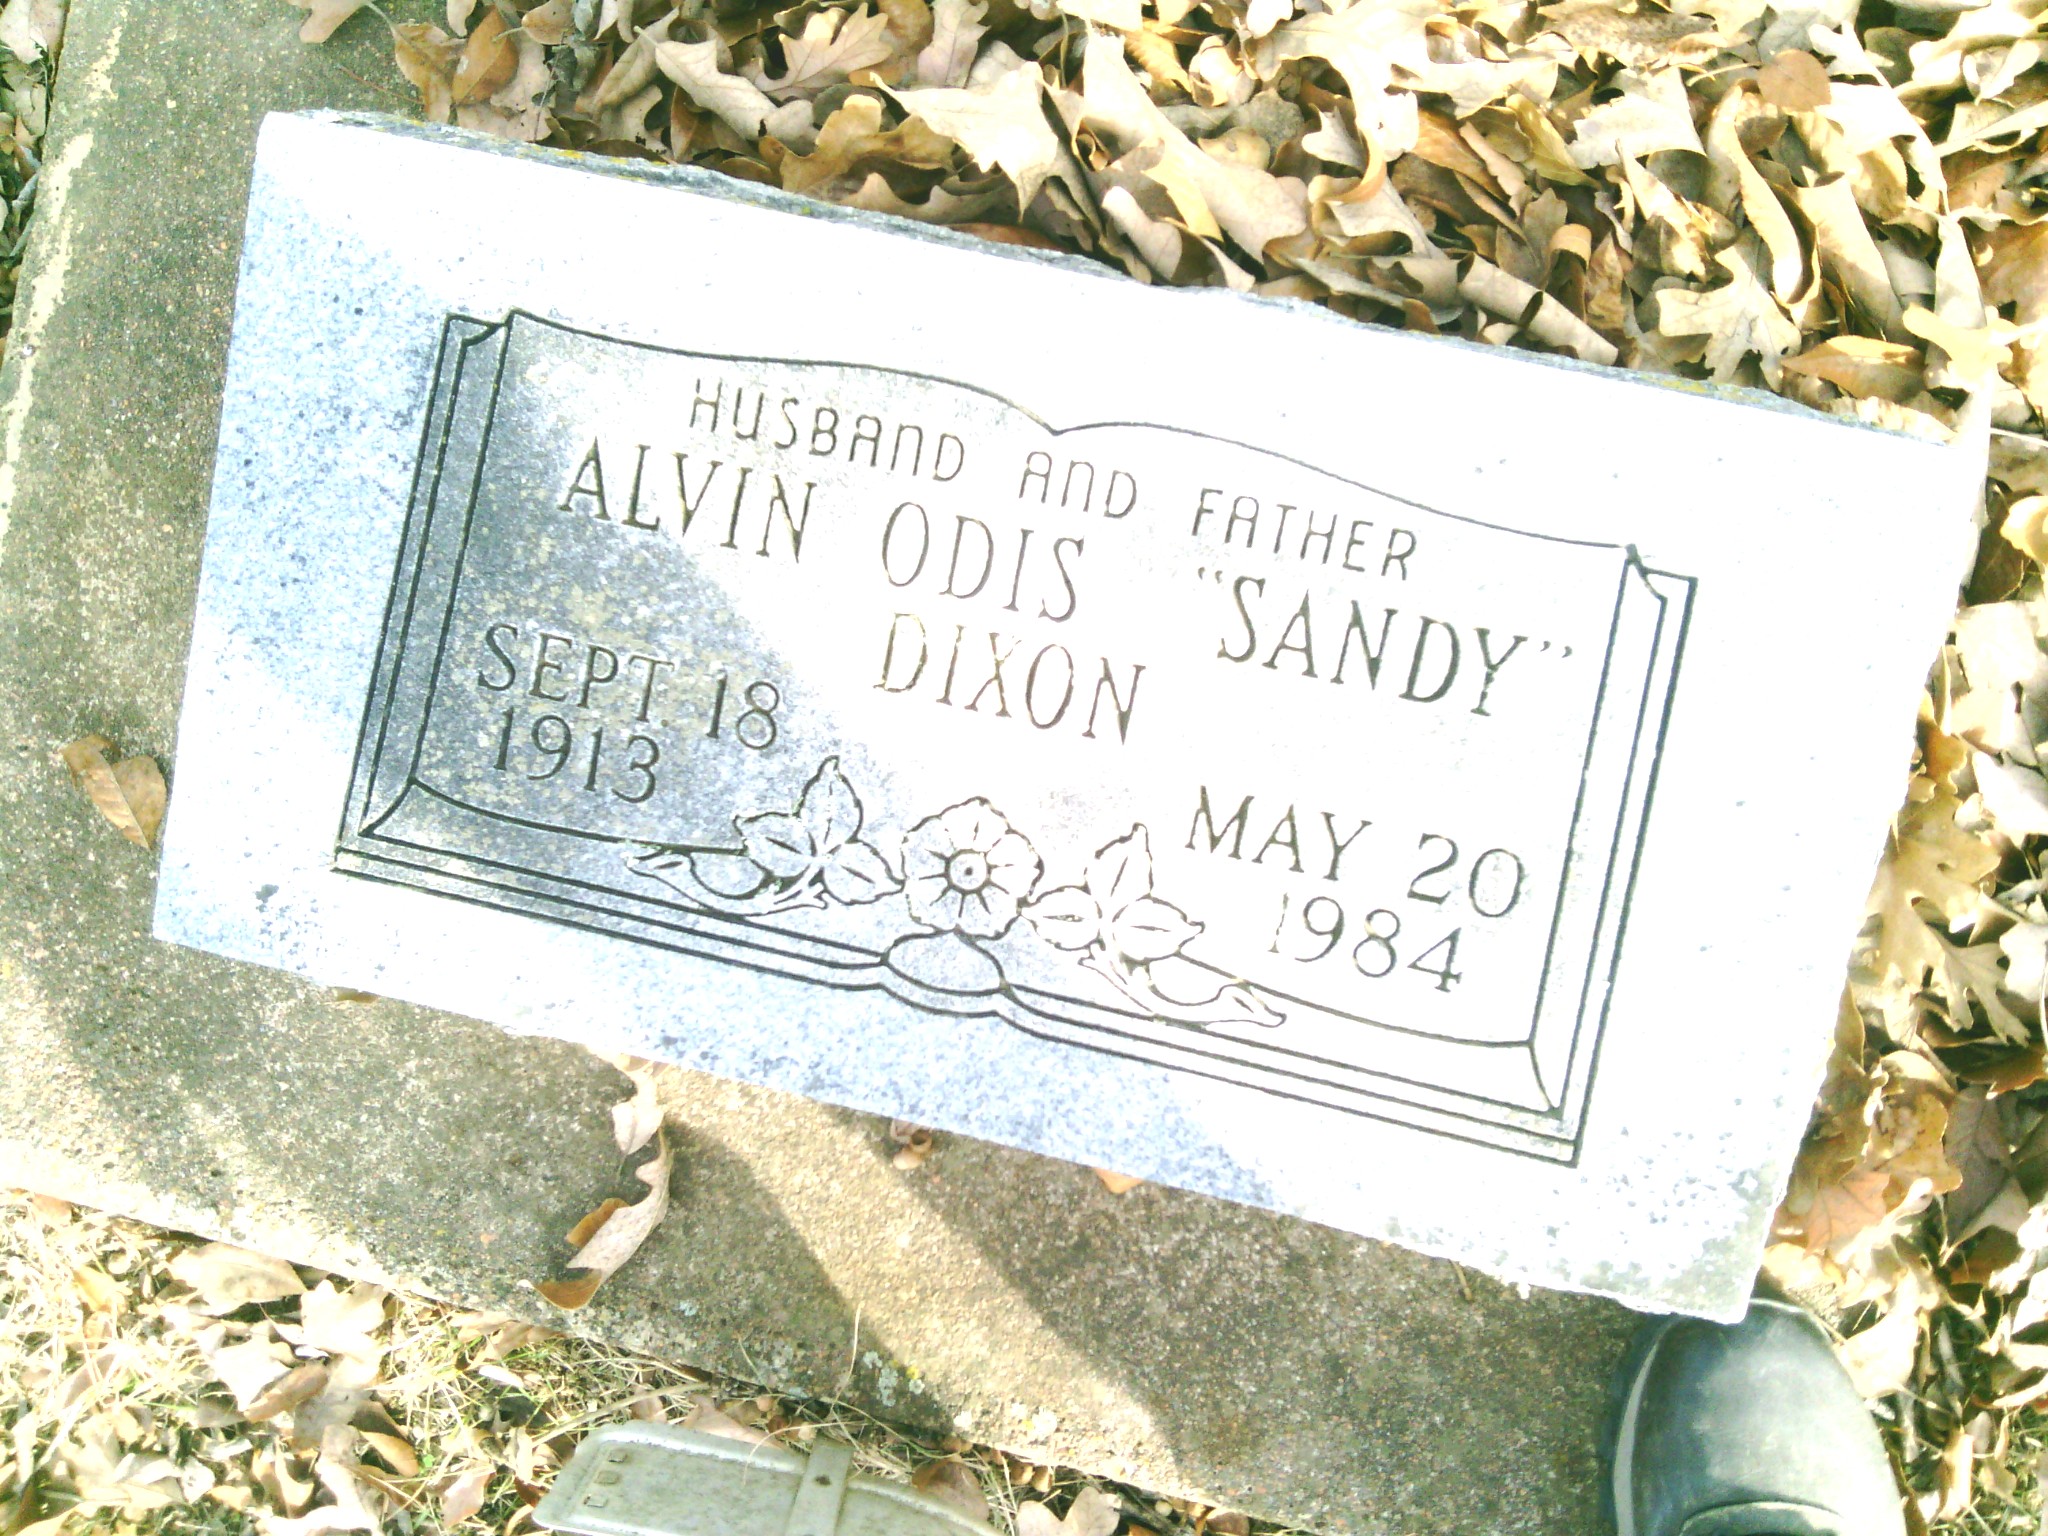 HUSBAND AND FATHER
ALVIN ODIS "SANDY"
DIXON
SEPT. 18
1913
MAY 20
1984